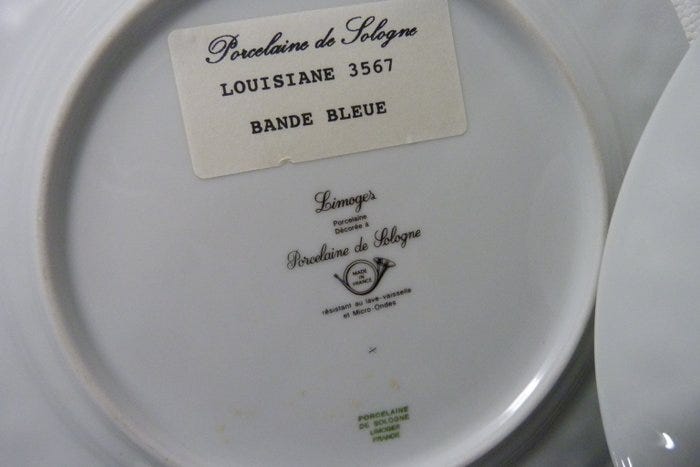 Porcelaine de Sologne
LOUISIANE 3567
BANDE BLEUE
Limoges
Porcelaine
Décorée à
Porcelaine de Sologne
MADE
IN
FRANCE
résistant au lave-vaisselle
et Micro-Ondes
PORCELAINE
DE SOLOGNE
LIMOGES
FRANCE